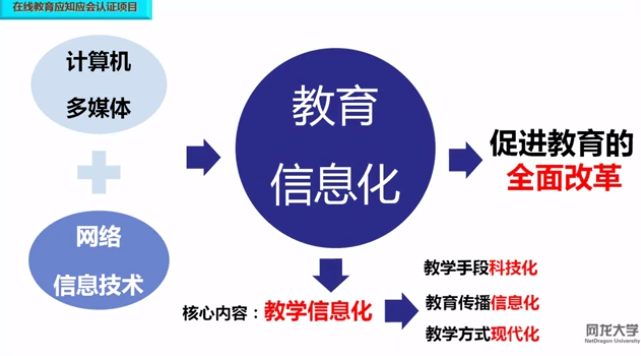 在线教育应知应会认证项目
计算机
多媒体
网络
信息技术
教育
信息化
促进教育的
全面改革
核心内容：教学信息化
教学手段科技化
教育传播信息化
教学方式现代化
网龙大学
NetDragon University